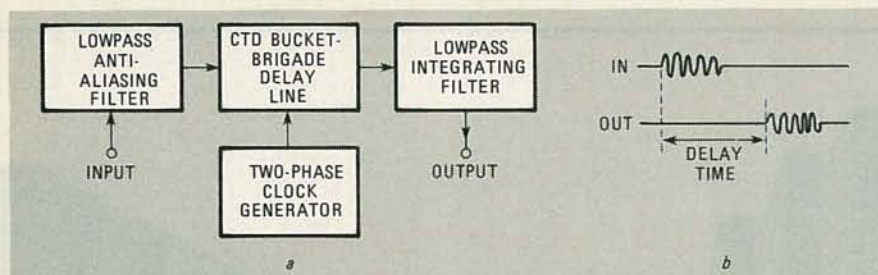 LOWPASS
ANTI-
ALIASING
FILTER
CTD BUCKET-
BRIGADE
DELAY
LINE
LOWPASS
INTEGRATING
FILTER
INPUT
TWO-PHASE
CLOCK
GENERATOR
OUTPUT
a
IN
OUT
DELAY
TIME
b